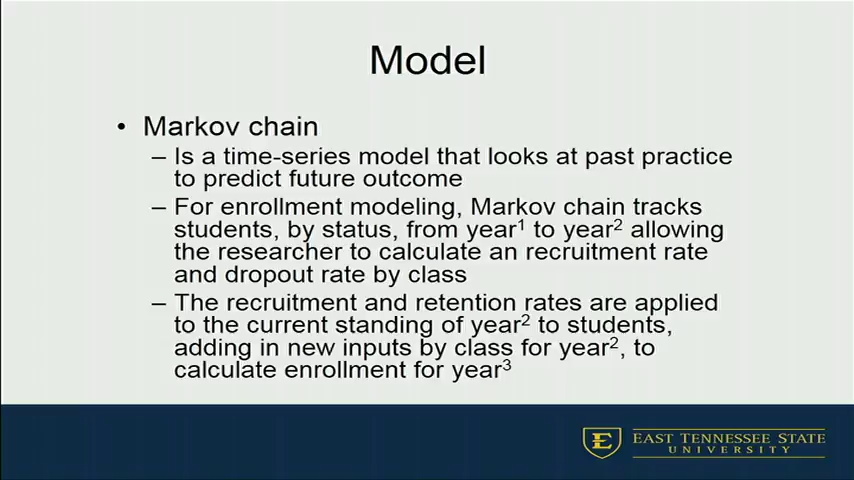 Model
• Markov chain
– Is a time-series model that looks at past practice
to predict future outcome
– For enrollment modeling, Markov chain tracks
students, by status, from year¹ to year² allowing
the researcher to calculate an recruitment rate
and dropout rate by class
– The recruitment and retention rates are applied
to the current standing of year² to students,
adding in new inputs by class for year², to
calculate enrollment for year³
E
EAST TENNESSEE STATE
UNIVERSITY